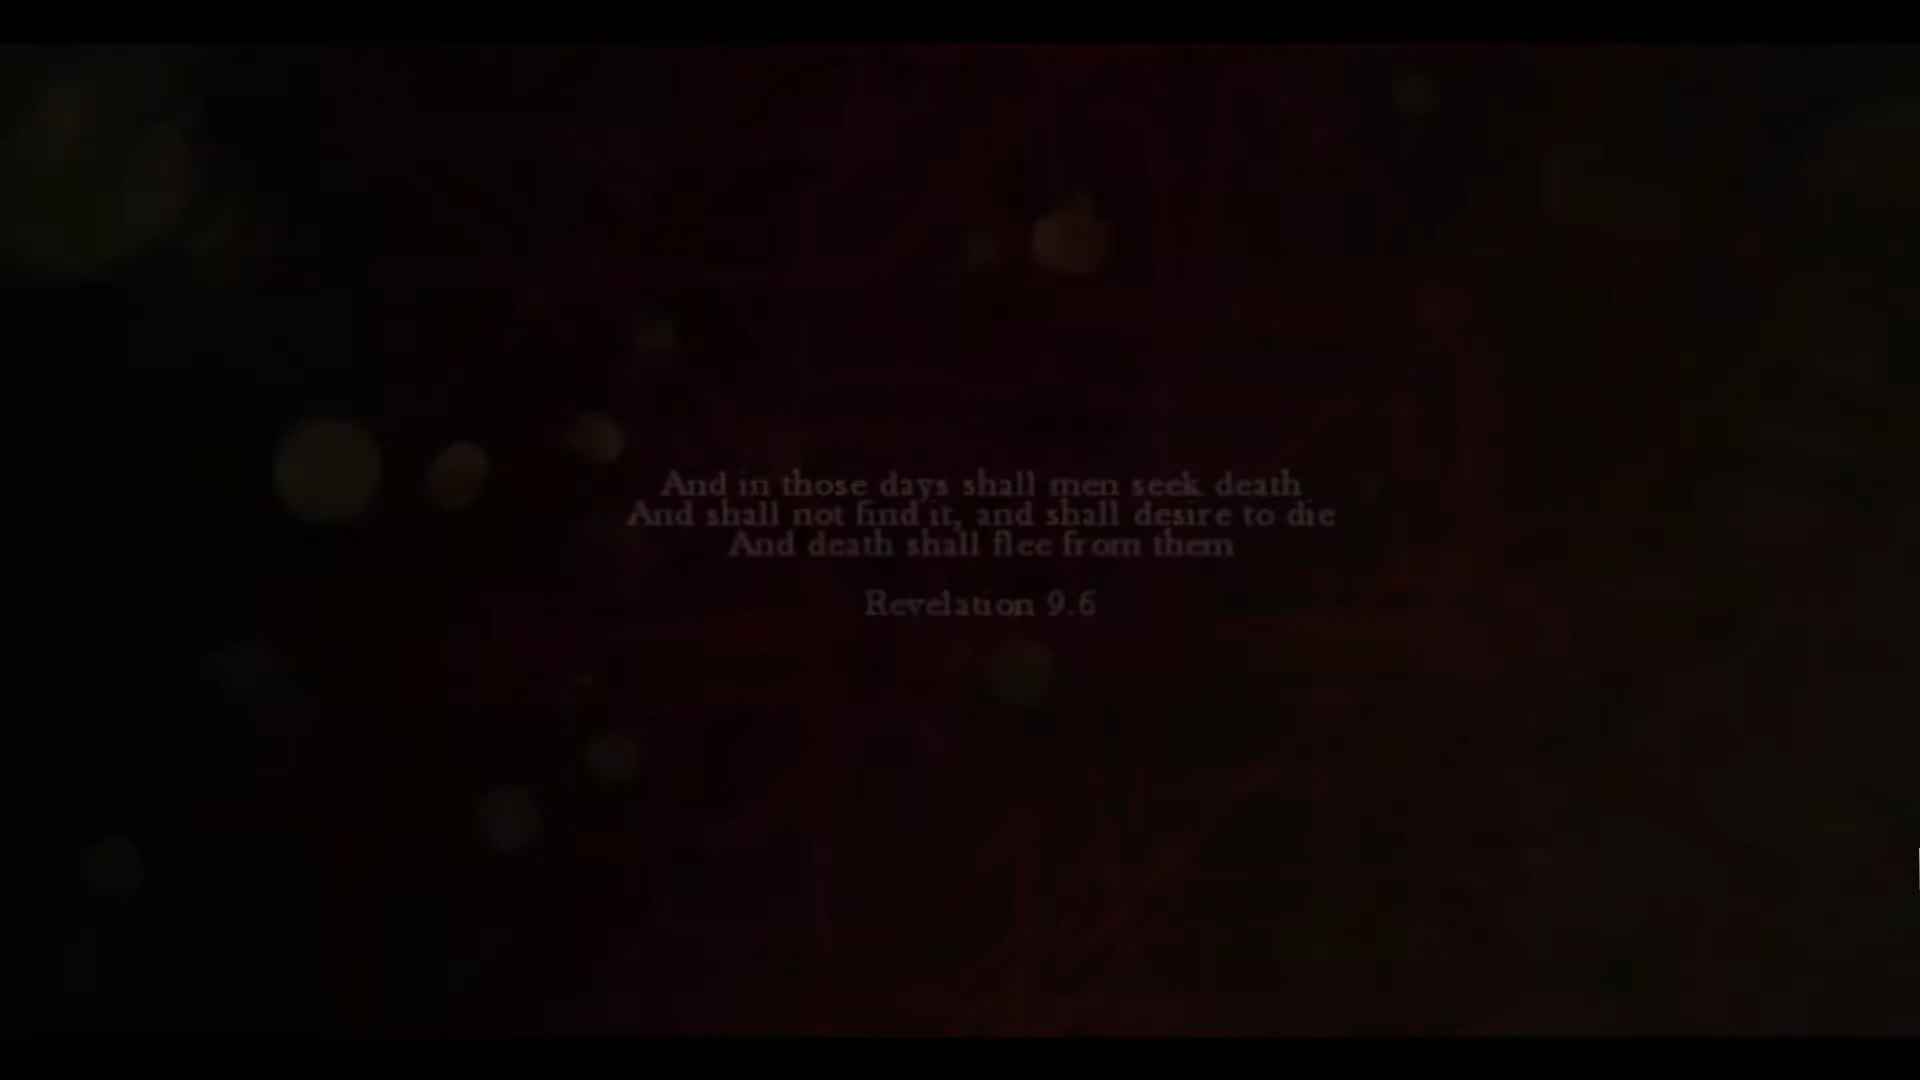 And in those days shall men seek death
And shall not find it, and shall desire to die
And death shall flee from them
Revelation 9.6